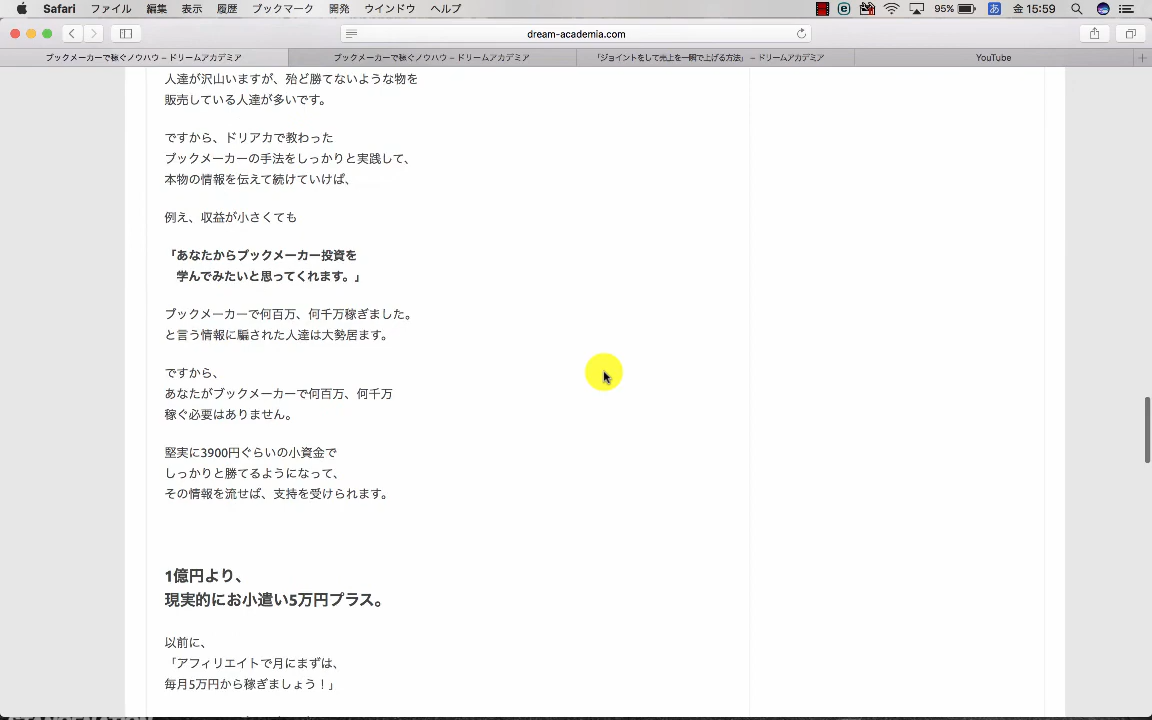 Safari ファイル 編集 表示 履歴 ブックマーク 開発 ウインドウ ヘルプ 95% あ 金 15:59
dream-academia.com
ブックメーカーで稼ぐノウハウ – ドリームアカデミア ブックメーカーで稼ぐノウハウ – ドリームアカデミア 「ジョイントをして売上を一瞬で上げる方法」 – ドリームアカデミア YouTube
人達が沢山いますが、殆ど勝てないような物を
販売している人達が多いです。
ですから、ドリアカで教わった
ブックメーカーの手法をしっかりと実践して、
本物の情報を伝えて続けていけば、
例え、収益が小さくても
「あなたからブックメーカー投資を
学んでみたいと思ってくれます。」
ブックメーカーで何百万、何千万稼ぎました。
と言う情報に騙された人達は大勢居ます。
ですから、
あなたがブックメーカーで何百万、何千万
稼ぐ必要はありません。
堅実に3900円ぐらいの小資金で
しっかりと勝てるようになって、
その情報を流せば、支持を受けられます。
1億円より、
現実的にお小遣い5万円プラス。
以前に、
「アフィリエイトで月にまずは、
毎月5万円から稼ぎましょう！」